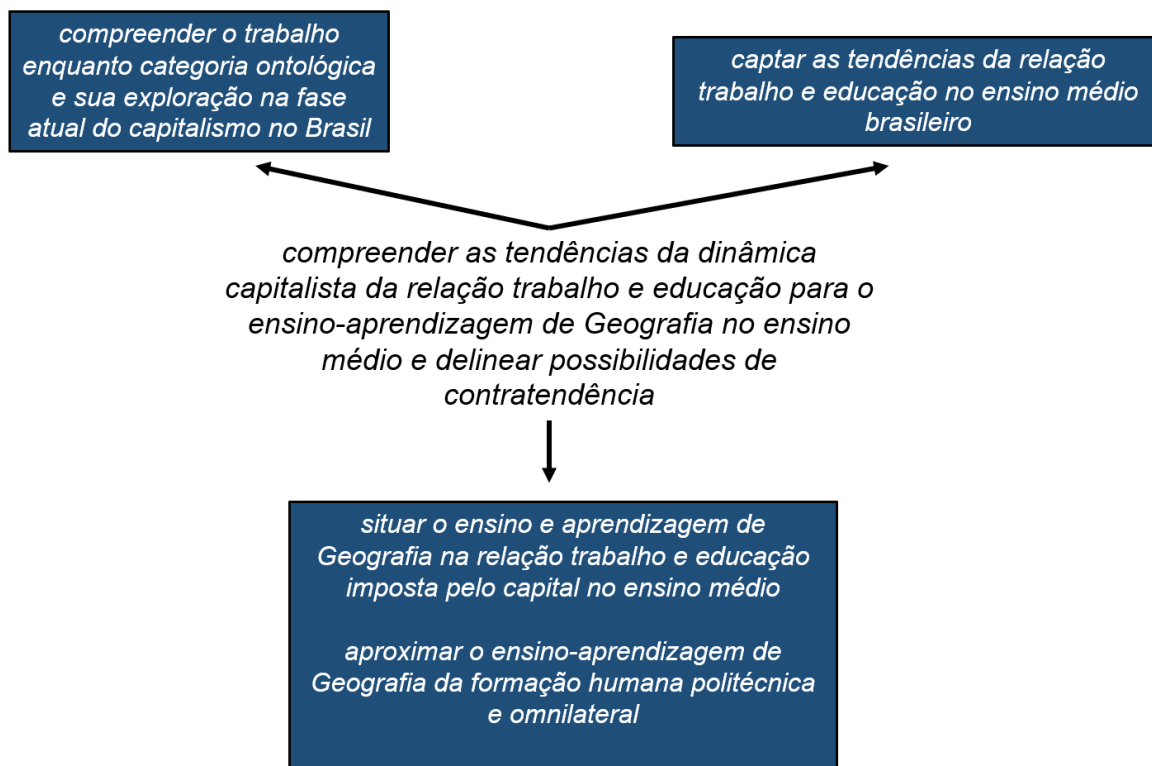 compreender o trabalho
enquanto categoria ontológica
e sua exploração na fase
atual do capitalismo no Brasil
captar as tendências da relação
trabalho e educação no ensino médio
brasileiro
compreender as tendências da dinâmica
capitalista da relação trabalho e educação para o
ensino-aprendizagem de Geografia no ensino
médio e delinear possibilidades de
contratendência
situar o ensino e aprendizagem de
Geografia na relação trabalho e educação
imposta pelo capital no ensino médio
aproximar o ensino-aprendizagem de
Geografia da formação humana politécnica
e omnilateral